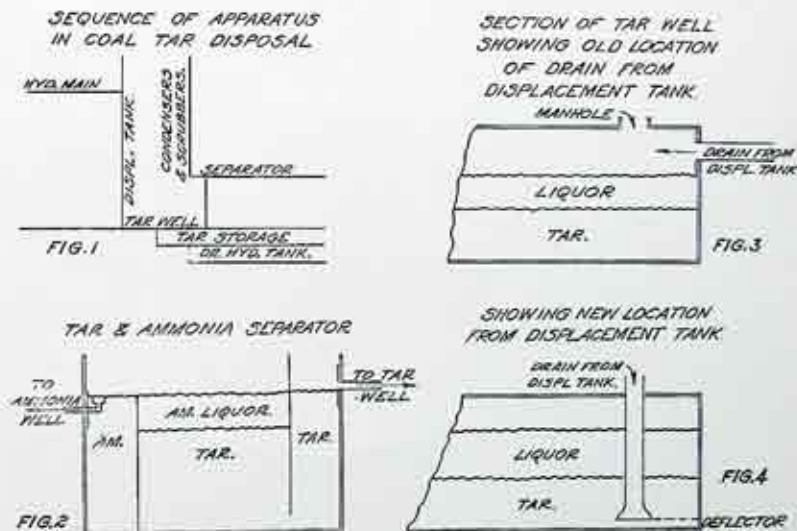 SEQUENCE OF APPARATUS
IN COAL TAR DISPOSAL
HYD. MAIN
DISPL. TANK.
CONDENSERS
& SCRUBBERS.
SEPARATOR
TAR WELL
TAR STORAGE
DR. HYD. TANK.
FIG. 1
SECTION OF TAR WELL
SHOWING OLD LOCATION
OF DRAIN FROM
DISPLACEMENT TANK
MANHOLE
DRAIN FROM
DISPL. TANK
LIQUOR
TAR.
FIG. 3
TAR & AMMONIA SEPARATOR
TO
AMMONIA
WELL
TO TAR
WELL
AM. LIQUOR
AM.
TAR.
TAR
FIG. 2
SHOWING NEW LOCATION
FROM DISPLACEMENT TANK
DRAIN FROM
DISPL. TANK.
LIQUOR
TAR.
FIG. 4
DEFLECTOR